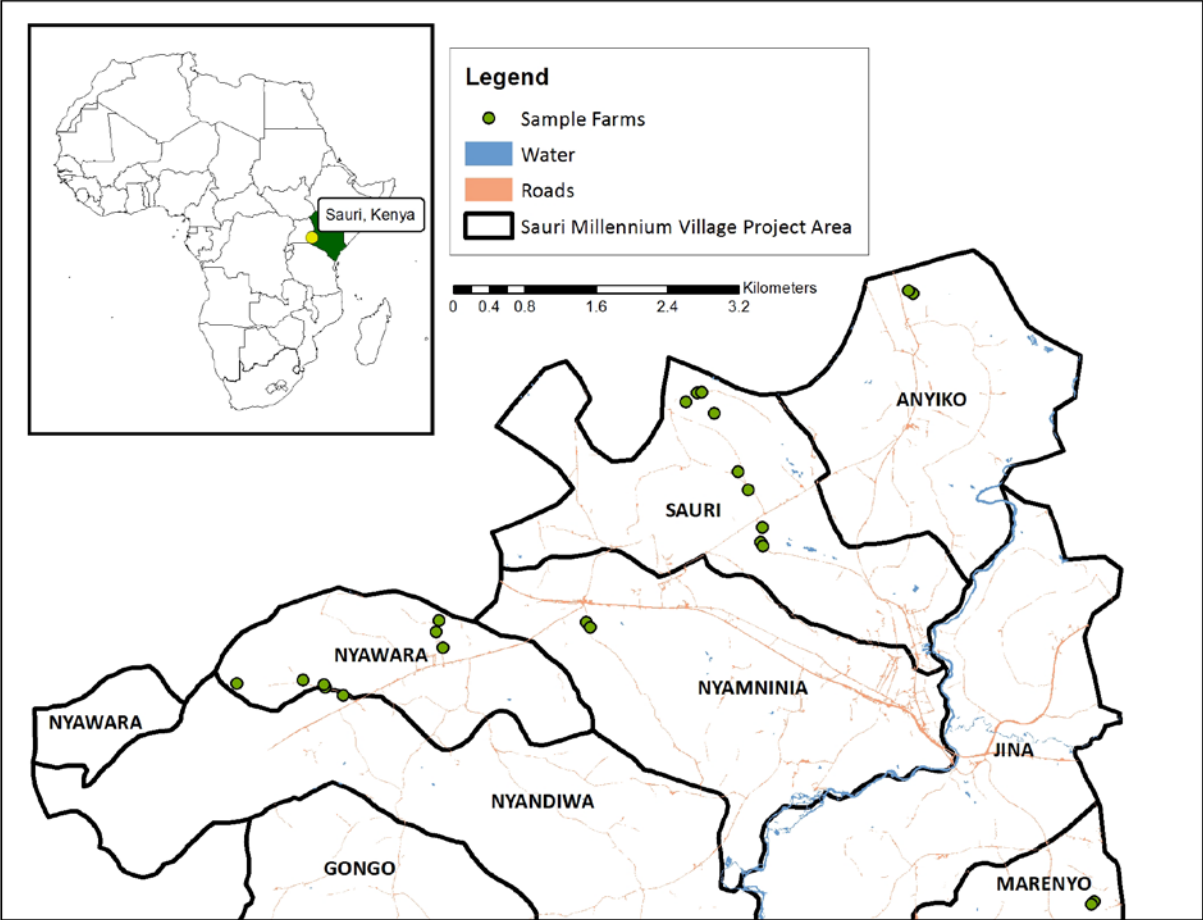 Sauri, Kenya
Legend
Sample Farms
Water
Roads
Sauri Millennium Village Project Area
Kilometers
0 0.4 0.8 1.6 2.4 3.2
ANYIKO
SAURI
NYAWARA
NYAMNINIA
NYAWARA
JINA
NYANDIWA
GONGO
MARENYO